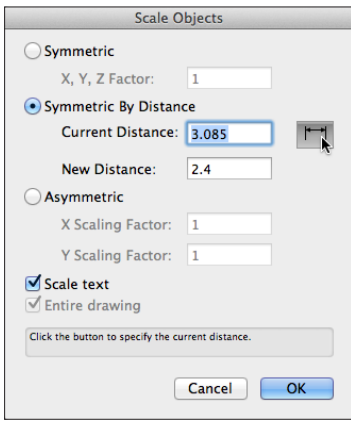 Scale Objects
Symmetric
X, Y, Z Factor: 1
Symmetric By Distance
Current Distance: 3.085
New Distance: 2.4
Asymmetric
X Scaling Factor: 1
Y Scaling Factor: 1
Scale text
Entire drawing
Click the button to specify the current distance.
Cancel OK